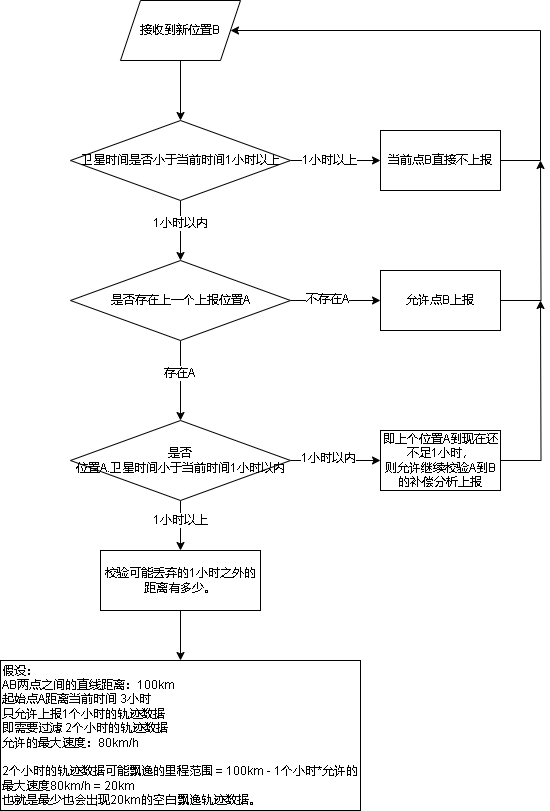 接收到新位置B
卫星时间是否小于当前时间1小时以上
1小时以上
当前点B直接不上报
1小时以内
是否存在上一个上报位置A
不存在A
允许点B上报
存在A
是否
位置A.卫星时间小于当前时间1小时以内
1小时以内
即上个位置A到现在还
不足1小时，
则允许继续校验A到B
的补偿分析上报
1小时以上
校验可能丢弃的1小时之外的
距离有多少。
假设：
AB两点之间的直线距离：100km
起始点A距离当前时间 3小时
只允许上报1个小时的轨迹数据
即需要过滤 2个小时的轨迹数据
允许的最大速度：80km/h
2个小时的轨迹数据可能飘逸的里程范围 = 100km - 1个小时*允许的
最大速度80km/h = 20km
也就是最少也会出现20km的空白飘逸轨迹数据。